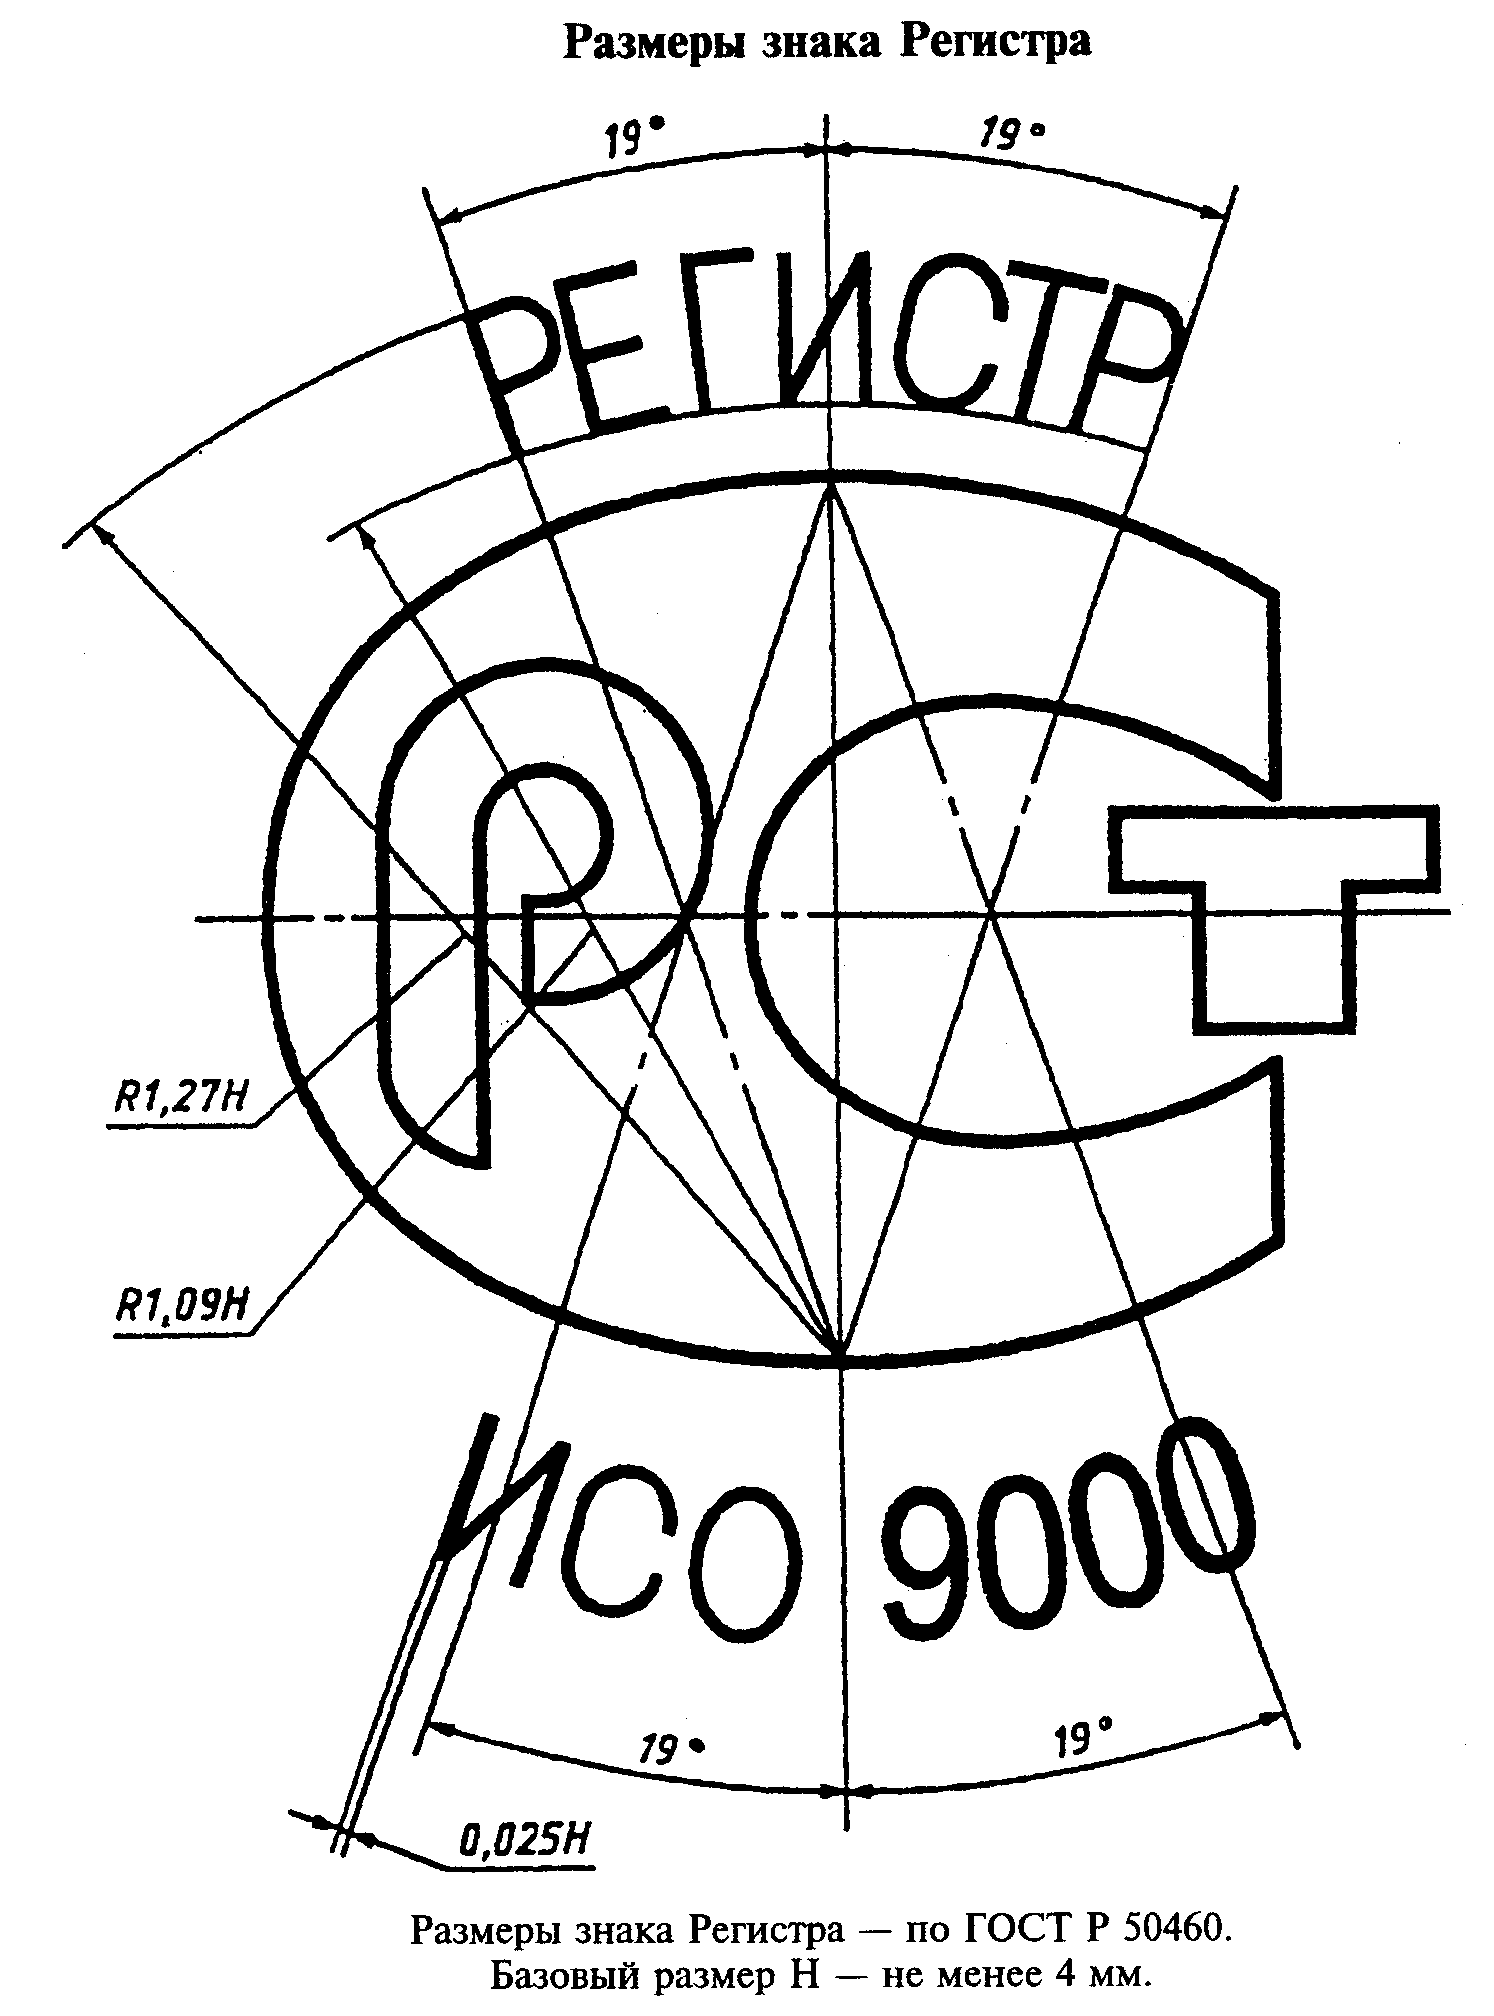 Размеры знака Регистра
19° 19°
РЕГИСТР
РСТ
R1,27H
R1,09H
ИСО 9000
19° 19°
0,025H
Размеры знака Регистра — по ГОСТ Р 50460.
Базовый размер Н — не менее 4 мм.